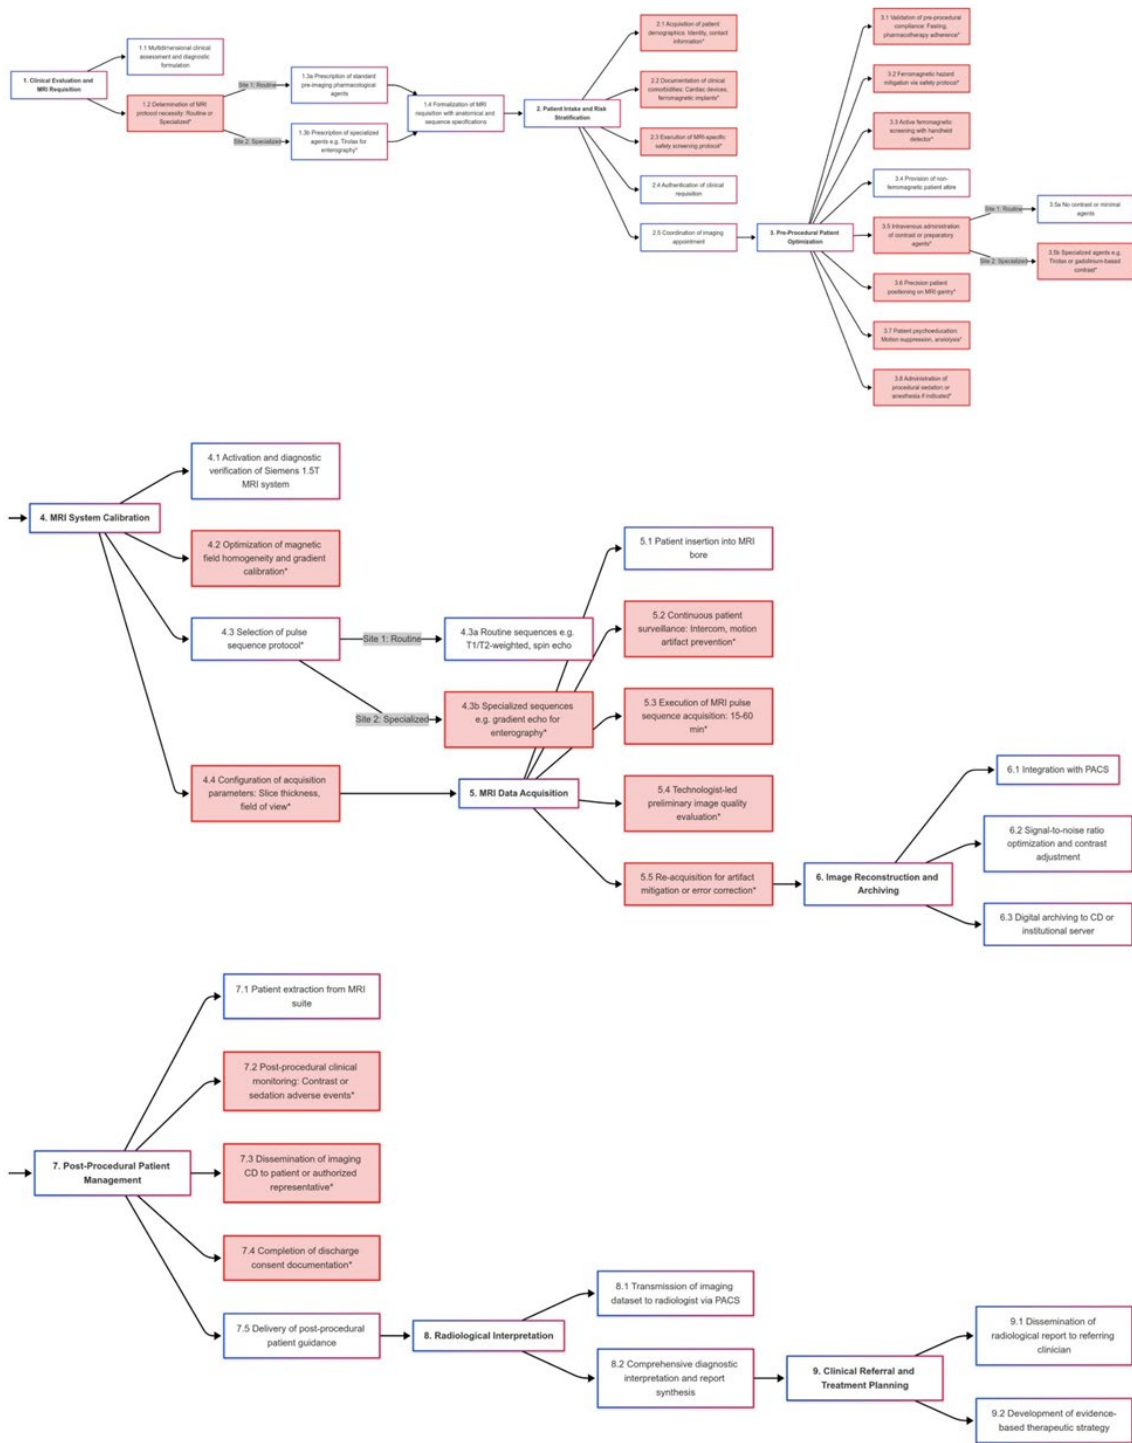 1. Clinical Evaluation and
MRI Requisition
1.1 Multidimensional clinical
assessment and diagnostic
formulation
1.2 Determination of MRI
protocol necessity: Routine or
Specialized*
Site 1: Routine
Site 2: Specialized
1.3a Prescription of standard
pre-imaging pharmacological
agents
1.3b Prescription of specialized
agents e.g. Tirolax for
enterography*
1.4 Formalization of MRI
requisition with anatomical and
sequence specifications
2. Patient Intake and Risk
Stratification
2.1 Acquisition of patient
demographics: Identity, contact
information*
2.2 Documentation of clinical
comorbidities: Cardiac devices,
ferromagnetic implants*
2.3 Execution of MRI-specific
safety screening protocol*
2.4 Authentication of clinical
requisition
2.5 Coordination of imaging
appointment
3. Pre-Procedural Patient
Optimization
3.1 Validation of pre-procedural
compliance: Fasting,
pharmacotherapy adherence*
3.2 Ferromagnetic hazard
mitigation via safety protocol*
3.3 Active ferromagnetic
screening with handheld
detector*
3.4 Provision of non-
ferromagnetic patient attire
3.5 Intravenous administration
of contrast or preparatory
agents*
Site 1: Routine
Site 2: Specialized
3.5a No contrast or minimal
agents
3.5b Specialized agents e.g.
Tirolax or gadolinium-based
contrast*
3.6 Precision patient
positioning on MRI gantry*
3.7 Patient psychoeducation:
Motion suppression, anxiolysis*
3.8 Administration of
procedural sedation or
anesthesia if indicated*
4. MRI System Calibration
4.1 Activation and diagnostic
verification of Siemens 1.5T
MRI system
4.2 Optimization of magnetic
field homogeneity and gradient
calibration*
4.3 Selection of pulse
sequence protocol*
Site 1: Routine
Site 2: Specialized
4.3a Routine sequences e.g.
T1/T2-weighted, spin echo
4.3b Specialized sequences
e.g. gradient echo for
enterography*
4.4 Configuration of acquisition
parameters: Slice thickness,
field of view*
5. MRI Data Acquisition
5.1 Patient insertion into MRI
bore
5.2 Continuous patient
surveillance: Intercom, motion
artifact prevention*
5.3 Execution of MRI pulse
sequence acquisition: 15-60
min*
5.4 Technologist-led
preliminary image quality
evaluation*
5.5 Re-acquisition for artifact
mitigation or error correction*
6. Image Reconstruction and
Archiving
6.1 Integration with PACS
6.2 Signal-to-noise ratio
optimization and contrast
adjustment
6.3 Digital archiving to CD or
institutional server
7. Post-Procedural Patient
Management
7.1 Patient extraction from MRI
suite
7.2 Post-procedural clinical
monitoring: Contrast or
sedation adverse events*
7.3 Dissemination of imaging
CD to patient or authorized
representative*
7.4 Completion of discharge
consent documentation*
7.5 Delivery of post-procedural
patient guidance
8. Radiological Interpretation
8.1 Transmission of imaging
dataset to radiologist via PACS
8.2 Comprehensive diagnostic
interpretation and report
synthesis
9. Clinical Referral and
Treatment Planning
9.1 Dissemination of
radiological report to referring
clinician
9.2 Development of evidence-
based therapeutic strategy